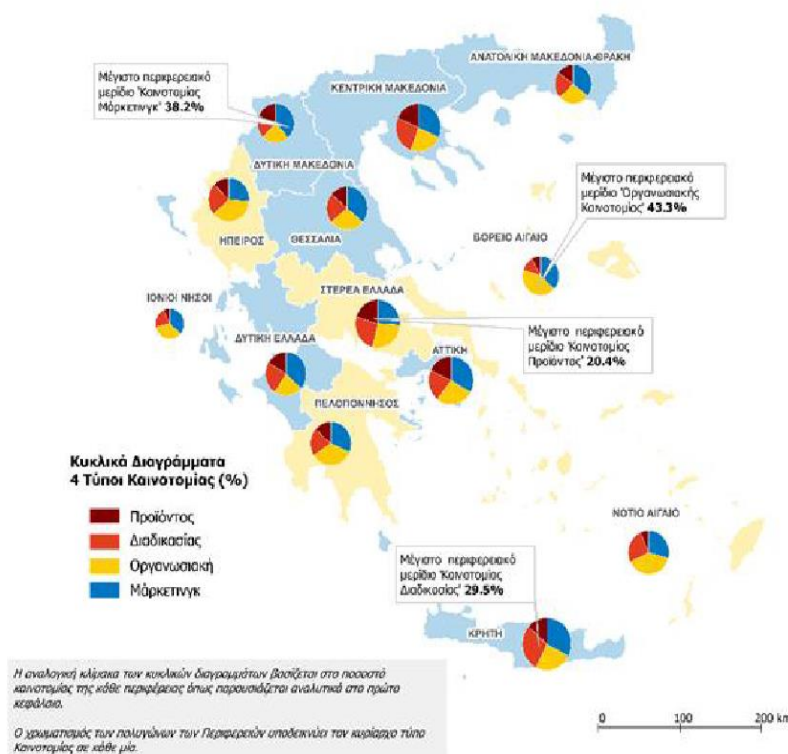 ΑΝΑΤΟΛΙΚΗ ΜΑΚΕΔΟΝΙΑ-ΘΡΑΚΗ
Μέγιστο περιφερειακό
μερίδιο 'Καινοτομίας
Μάρκετινγκ' 38.2%
ΚΕΝΤΡΙΚΗ ΜΑΚΕΔΟΝΙΑ
ΔΥΤΙΚΗ ΜΑΚΕΔΟΝΙΑ
Μέγιστο περιφερειακό
μερίδιο 'Οργανωσιακής
Καινοτομίας' 43.3%
ΗΠΕΙΡΟΣ
ΘΕΣΣΑΛΙΑ
ΒΟΡΕΙΟ ΑΙΓΑΙΟ
ΣΤΕΡΕΑ ΕΛΛΑΔΑ
ΙΟΝΙΟΙ ΝΗΣΟΙ
Μέγιστο περιφερειακό
μερίδιο 'Καινοτομίας
Προϊόντος' 20.4%
ΔΥΤΙΚΗ ΕΛΛΑΔΑ
ΑΤΤΙΚΗ
ΠΕΛΟΠΟΝΝΗΣΟΣ
Κυκλικά Διαγράμματα
4 Τύποι Καινοτομίας (%)
Προϊόντος
Διαδικασίας
Οργανωσιακή
Μάρκετινγκ
ΝΟΤΙΟ ΑΙΓΑΙΟ
Μέγιστο περιφερειακό
μερίδιο 'Καινοτομίας
Διαδικασίας' 29.5%
ΚΡΗΤΗ
Η αναλογική κλίμακα των κυκλικών διαγραμμάτων βασίζεται στο ποσοστό
καινοτομίας της κάθε περιφέρειας όπως παρουσιάζεται αναλυτικά στο πρώτο
κεφάλαιο.
Ο χρωματισμός των πολυγώνων των Περιφερειών υποδεικνύει τον κυρίαρχο τύπο
Καινοτομίας σε κάθε μία.
0 100 200 km